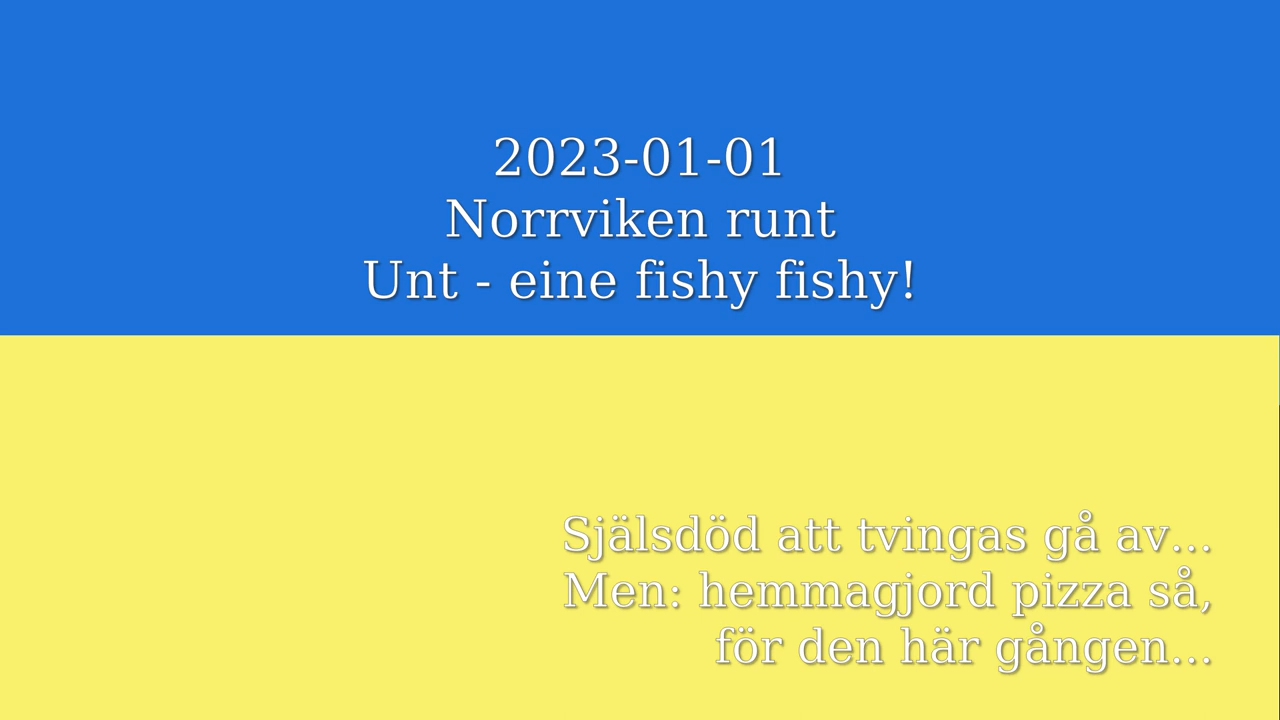 2023-01-01
Norrviken runt
Unt - eine fishy fishy!
Själsdöd att tvingas gå av...
Men: hemmagjord pizza så,
för den här gången...